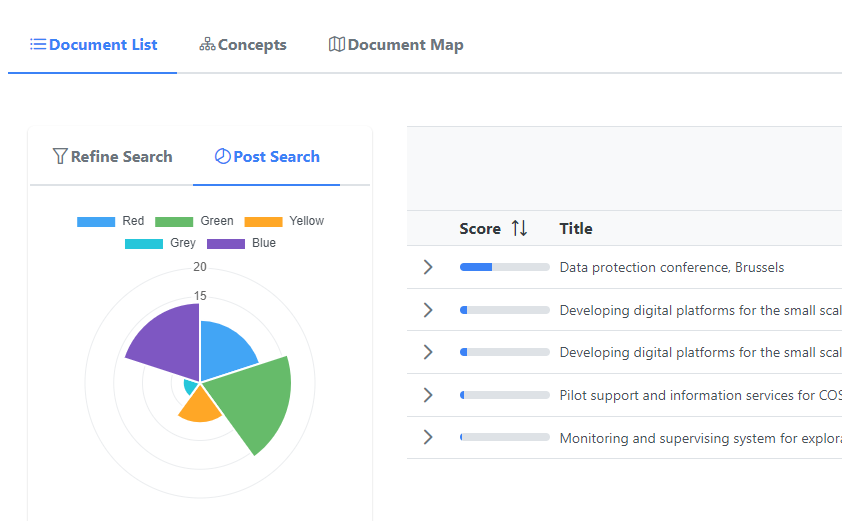 Document List Concepts Document Map
Refine Search Post Search
Red Green Yellow
Grey Blue
20
15
Score Title
Data protection conference, Brussels
Developing digital platforms for the small scal
Developing digital platforms for the small scal
Pilot support and information services for COS
Monitoring and supervising system for explora